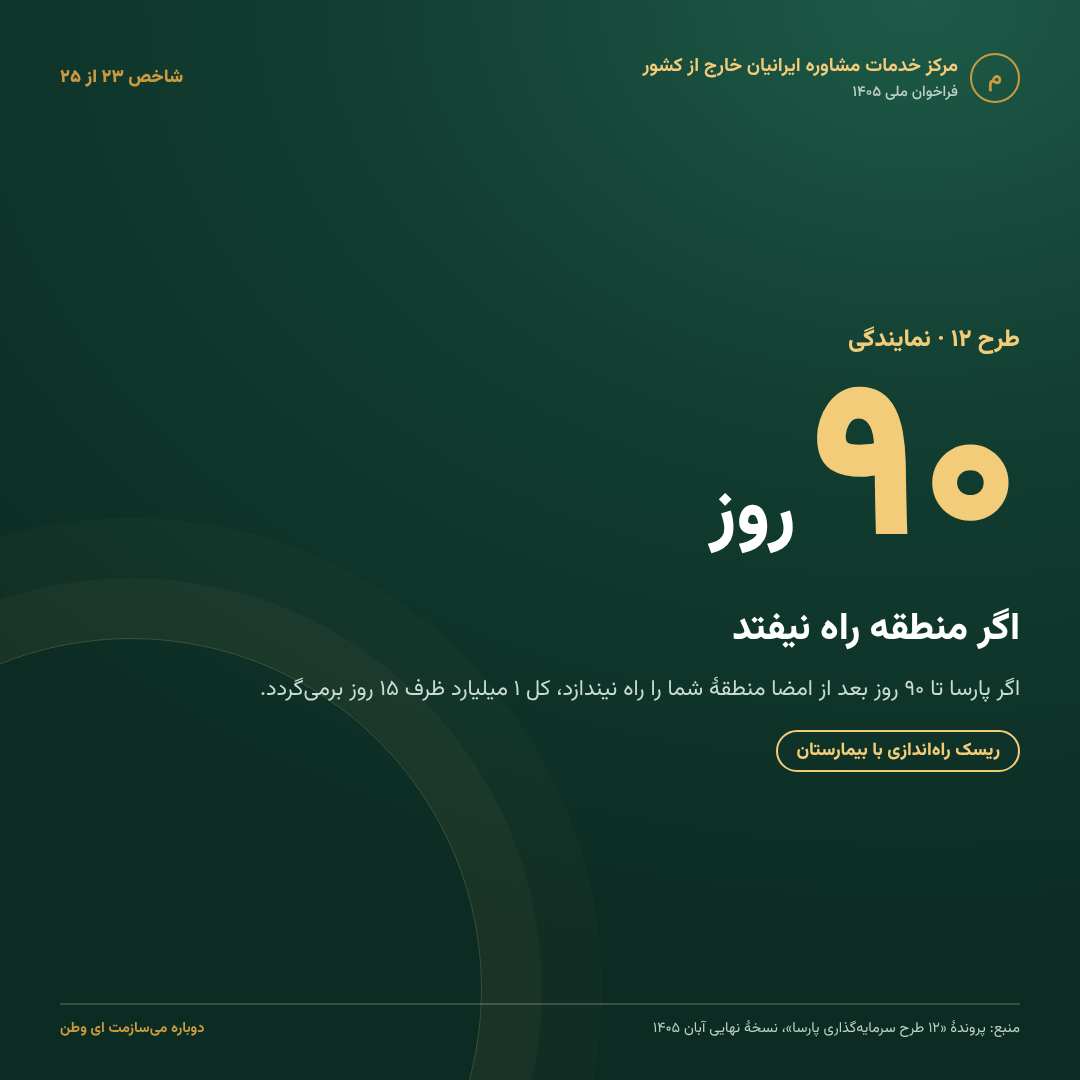 م
مرکز خدمات مشاوره ایرانیان خارج از کشور
فراخوان ملی ۱۴۰۵
شاخص ۲۳ از ۲۵
طرح ۱۲ · نمایندگی
۹۰ روز
اگر منطقه راه نیفتد
اگر پارسا تا ۹۰ روز بعد از امضا منطقهٔ شما را راه نیندازد، کل ۱ میلیارد ظرف ۱۵ روز برمی‌گردد.
ریسک راه‌اندازی با بیمارستان
منبع: پروندهٔ «۱۲ طرح سرمایه‌گذاری پارسا»، نسخهٔ نهایی آبان ۱۴۰۵
دوباره می‌سازمت ای وطن